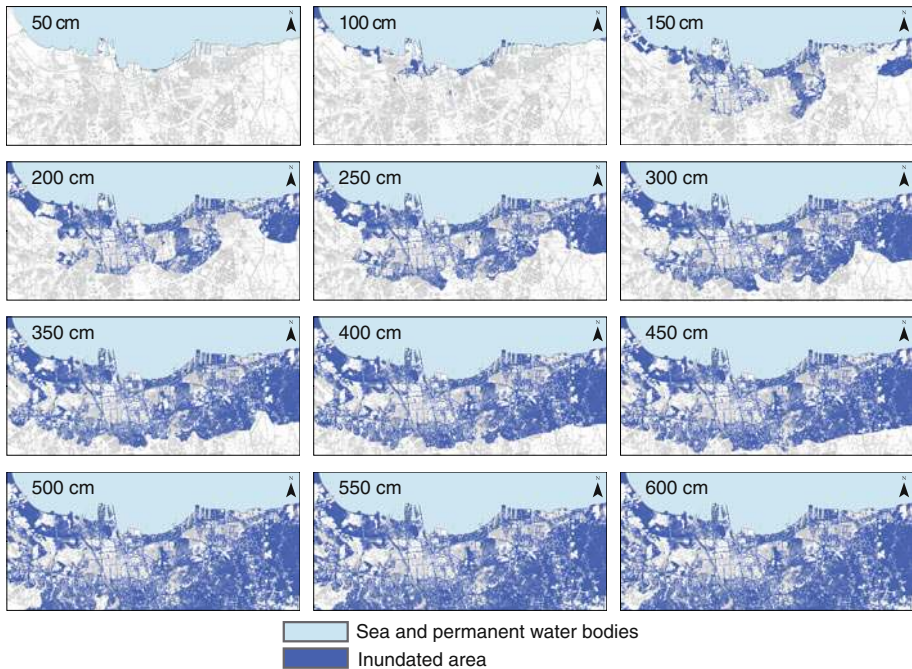 50 cm
N
100 cm
N
150 cm
N
200 cm
N
250 cm
N
300 cm
N
350 cm
N
400 cm
N
450 cm
N
500 cm
N
550 cm
N
600 cm
N
Sea and permanent water bodies
Inundated area